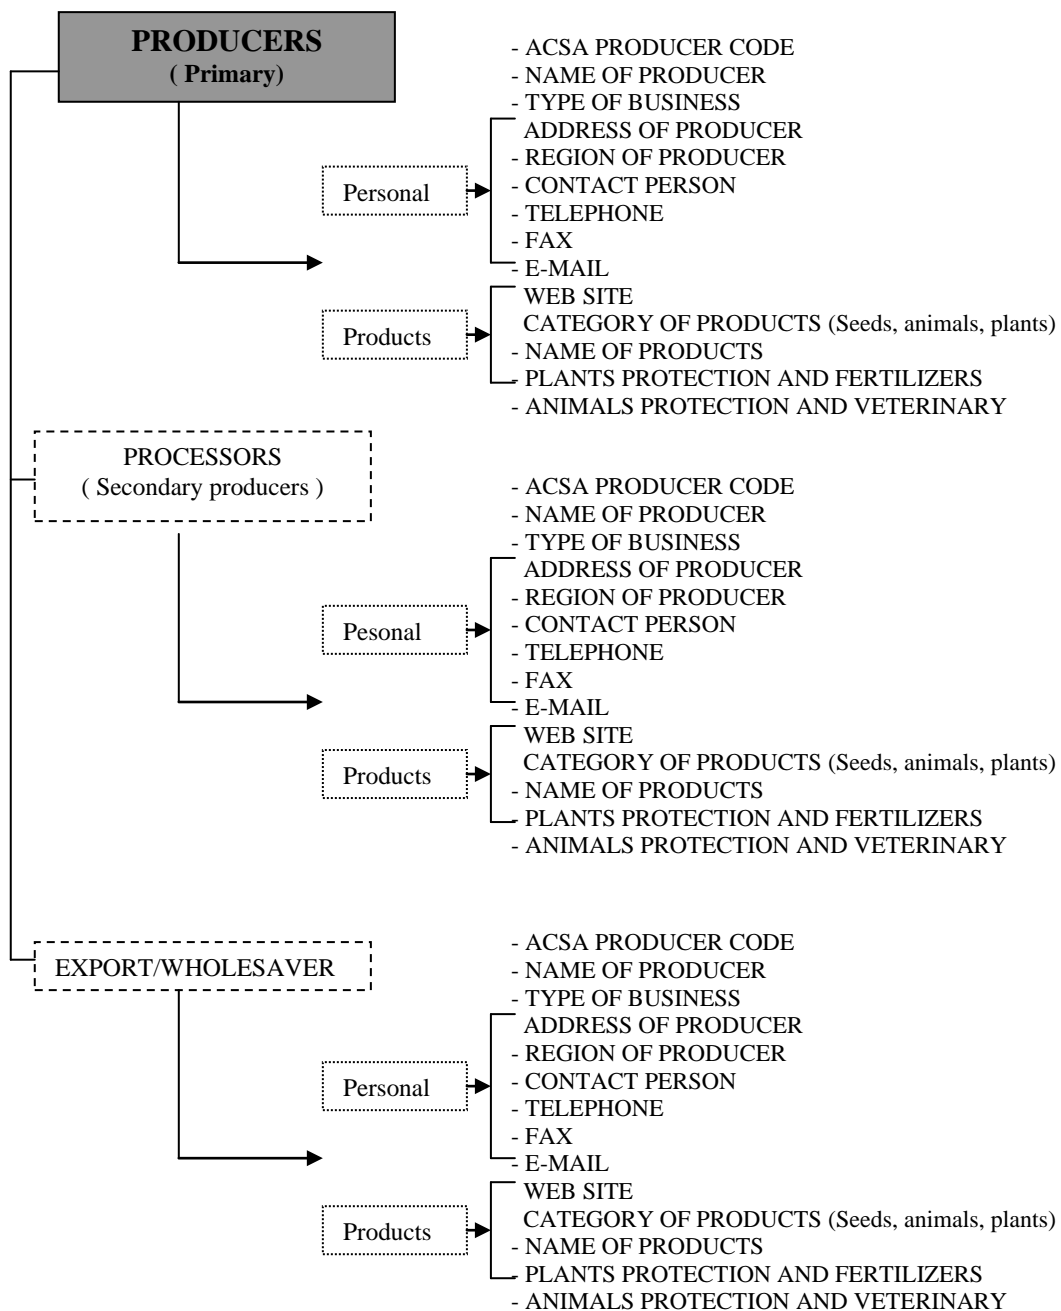 PRODUCERS
( Primary)
- ACSA PRODUCER CODE
- NAME OF PRODUCER
- TYPE OF BUSINESS
ADDRESS OF PRODUCER
- REGION OF PRODUCER
Personal
- CONTACT PERSON
- TELEPHONE
- FAX
- E-MAIL
WEB SITE
CATEGORY OF PRODUCTS (Seeds, animals, plants)
Products
- NAME OF PRODUCTS
- PLANTS PROTECTION AND FERTILIZERS
- ANIMALS PROTECTION AND VETERINARY
PROCESSORS
( Secondary producers )
- ACSA PRODUCER CODE
- NAME OF PRODUCER
- TYPE OF BUSINESS
ADDRESS OF PRODUCER
- REGION OF PRODUCER
Pesonal
- CONTACT PERSON
- TELEPHONE
- FAX
- E-MAIL
WEB SITE
CATEGORY OF PRODUCTS (Seeds, animals, plants)
Products
- NAME OF PRODUCTS
- PLANTS PROTECTION AND FERTILIZERS
- ANIMALS PROTECTION AND VETERINARY
EXPORT/WHOLESAVER
- ACSA PRODUCER CODE
- NAME OF PRODUCER
- TYPE OF BUSINESS
ADDRESS OF PRODUCER
- REGION OF PRODUCER
Personal
- CONTACT PERSON
- TELEPHONE
- FAX
- E-MAIL
WEB SITE
CATEGORY OF PRODUCTS (Seeds, animals, plants)
Products
- NAME OF PRODUCTS
- PLANTS PROTECTION AND FERTILIZERS
- ANIMALS PROTECTION AND VETERINARY